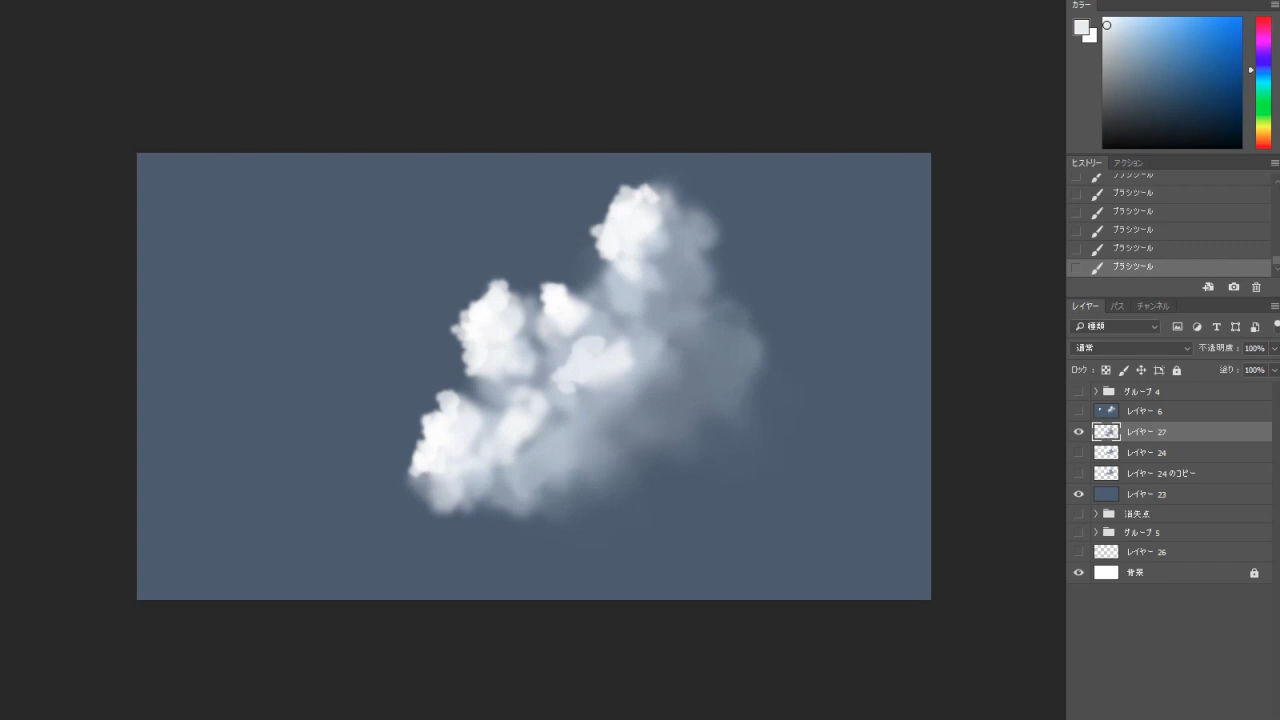 カラー
ヒストリー アクション
ブラシツール
ブラシツール
ブラシツール
ブラシツール
ブラシツール
ブラシツール
レイヤー パス チャンネル
種類
通常 不透明度: 100%
ロック: 塗り: 100%
グループ 4
レイヤー 6
レイヤー 27
レイヤー 24
レイヤー 24 のコピー
レイヤー 23
消失点
グループ 5
レイヤー 26
背景